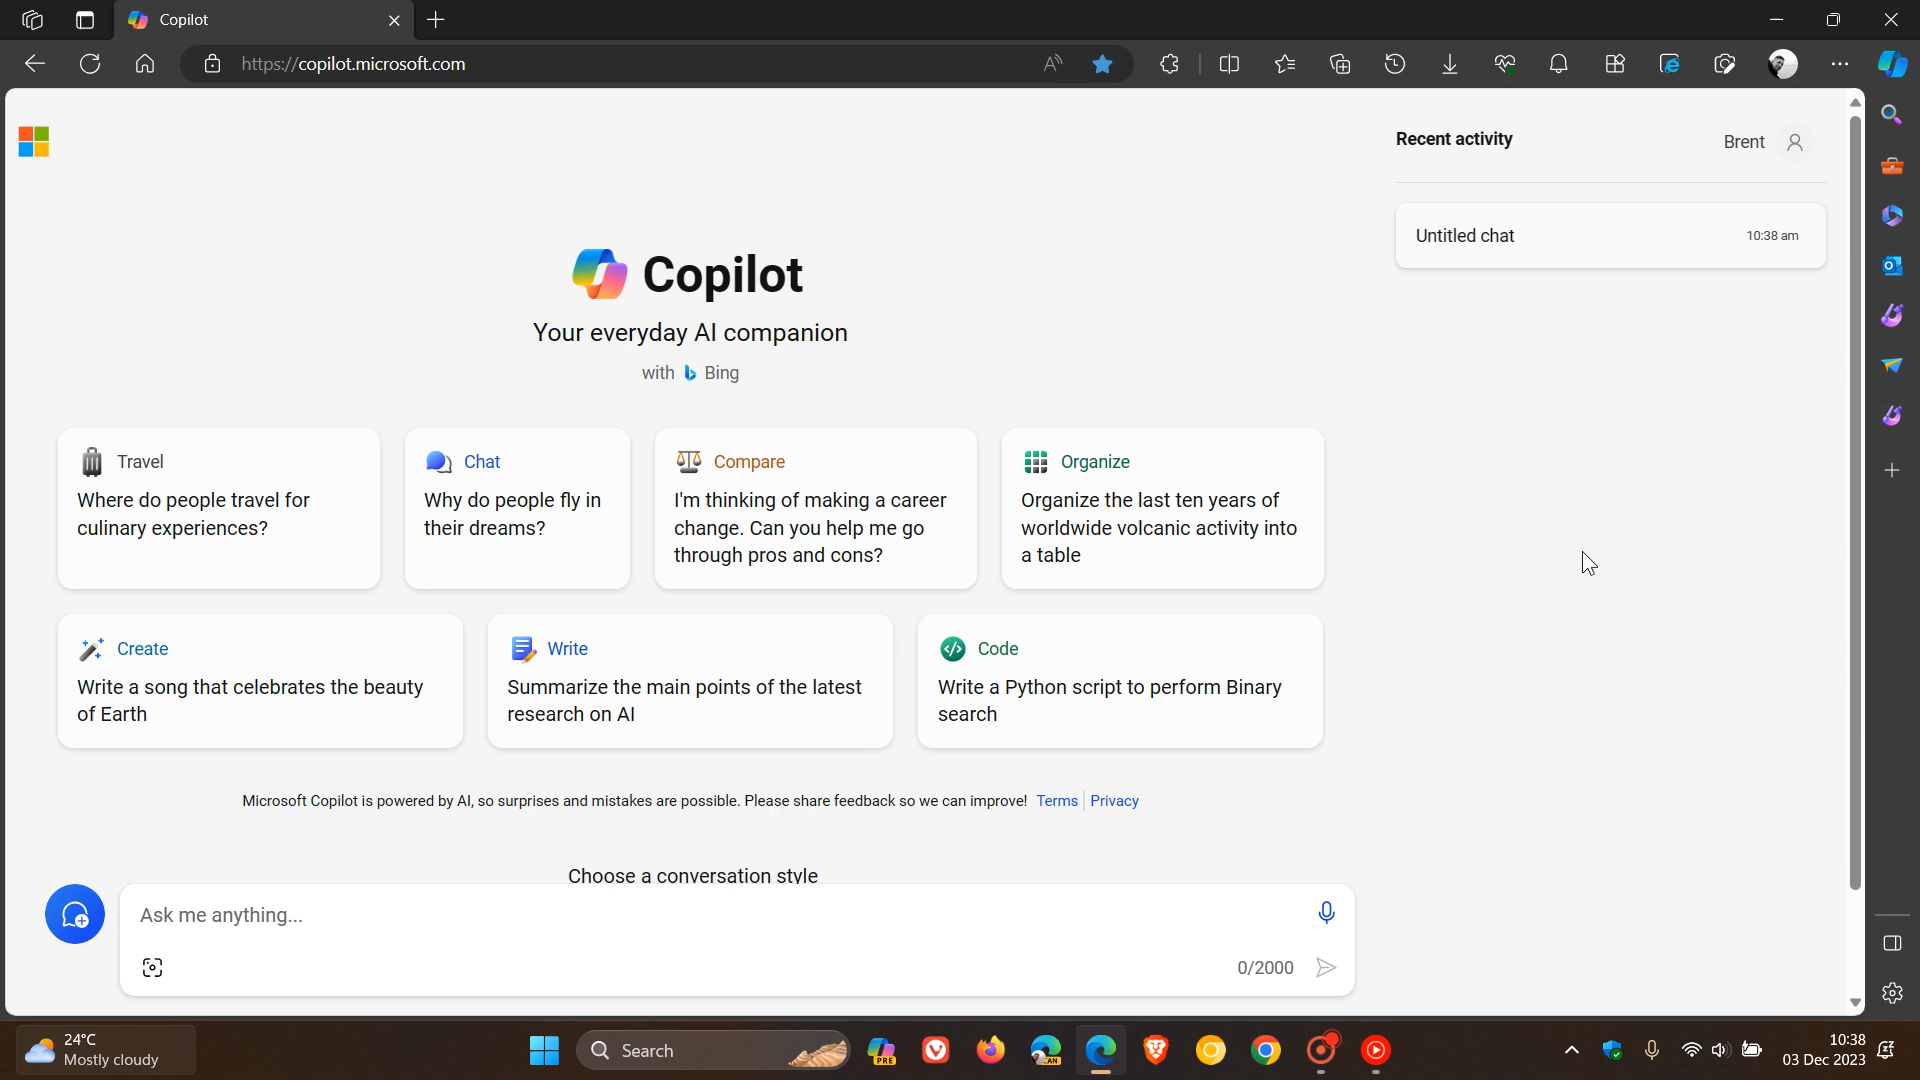 Copilot
https://copilot.microsoft.com
Recent activity
Brent
Untitled chat
10:38 am
Copilot
Your everyday AI companion
with Bing
Travel
Where do people travel for
culinary experiences?
Chat
Why do people fly in
their dreams?
Compare
I'm thinking of making a career
change. Can you help me go
through pros and cons?
Organize
Organize the last ten years of
worldwide volcanic activity into
a table
Create
Write a song that celebrates the beauty
of Earth
Write
Summarize the main points of the latest
research on AI
Code
Write a Python script to perform Binary
search
Microsoft Copilot is powered by AI, so surprises and mistakes are possible. Please share feedback so we can improve! Terms Privacy
Choose a conversation style
Ask me anything...
0/2000
24°C
Mostly cloudy
Search
PRE
CAN
10:38
03 Dec 2023